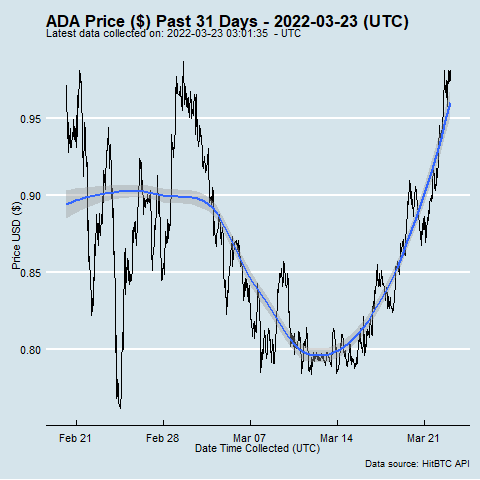 ADA Price ($) Past 31 Days - 2022-03-23 (UTC)
Latest data collected on: 2022-03-23 03:01:35 - UTC
0.95
0.90
0.85
0.80
Price USD ($)
Feb 21 Feb 28 Mar 07 Mar 14 Mar 21
Date Time Collected (UTC)
Data source: HitBTC API